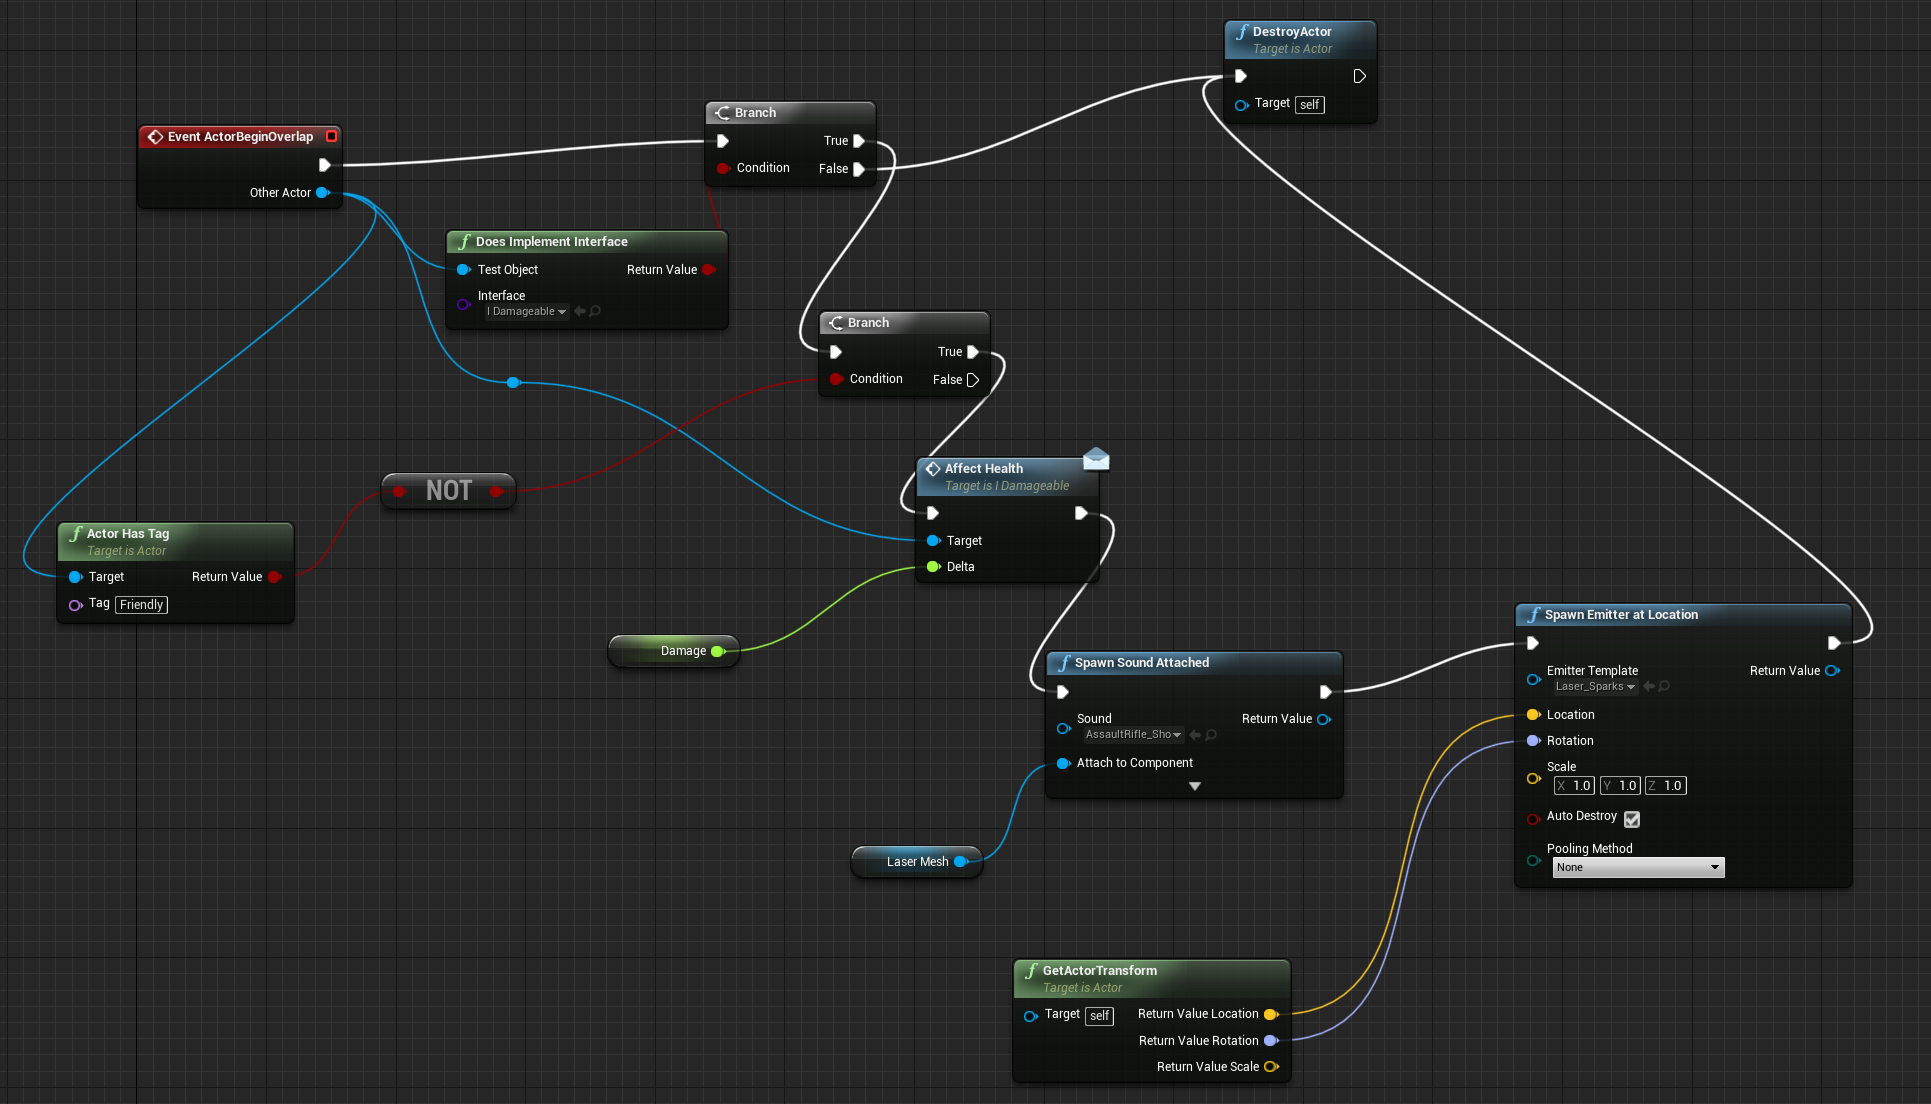 DestroyActor
Target is Actor
Target self
Branch
True
Condition False
Event ActorBeginOverlap
Other Actor
Does Implement Interface
Test Object Return Value
Interface
I Damageable
Branch
True
Condition False
Affect Health
Target is I Damageable
Target
Delta
NOT
Actor Has Tag
Target is Actor
Target Return Value
Tag Friendly
Damage
Spawn Sound Attached
Sound Return Value
AssaultRifle_Sho
Attach to Component
Laser Mesh
Spawn Emitter at Location
Emitter Template Return Value
Laser_Sparks
Location
Rotation
Scale
X 1.0 Y 1.0 Z 1.0
Auto Destroy
Pooling Method
None
GetActorTransform
Target is Actor
Target self Return Value Location
Return Value Rotation
Return Value Scale